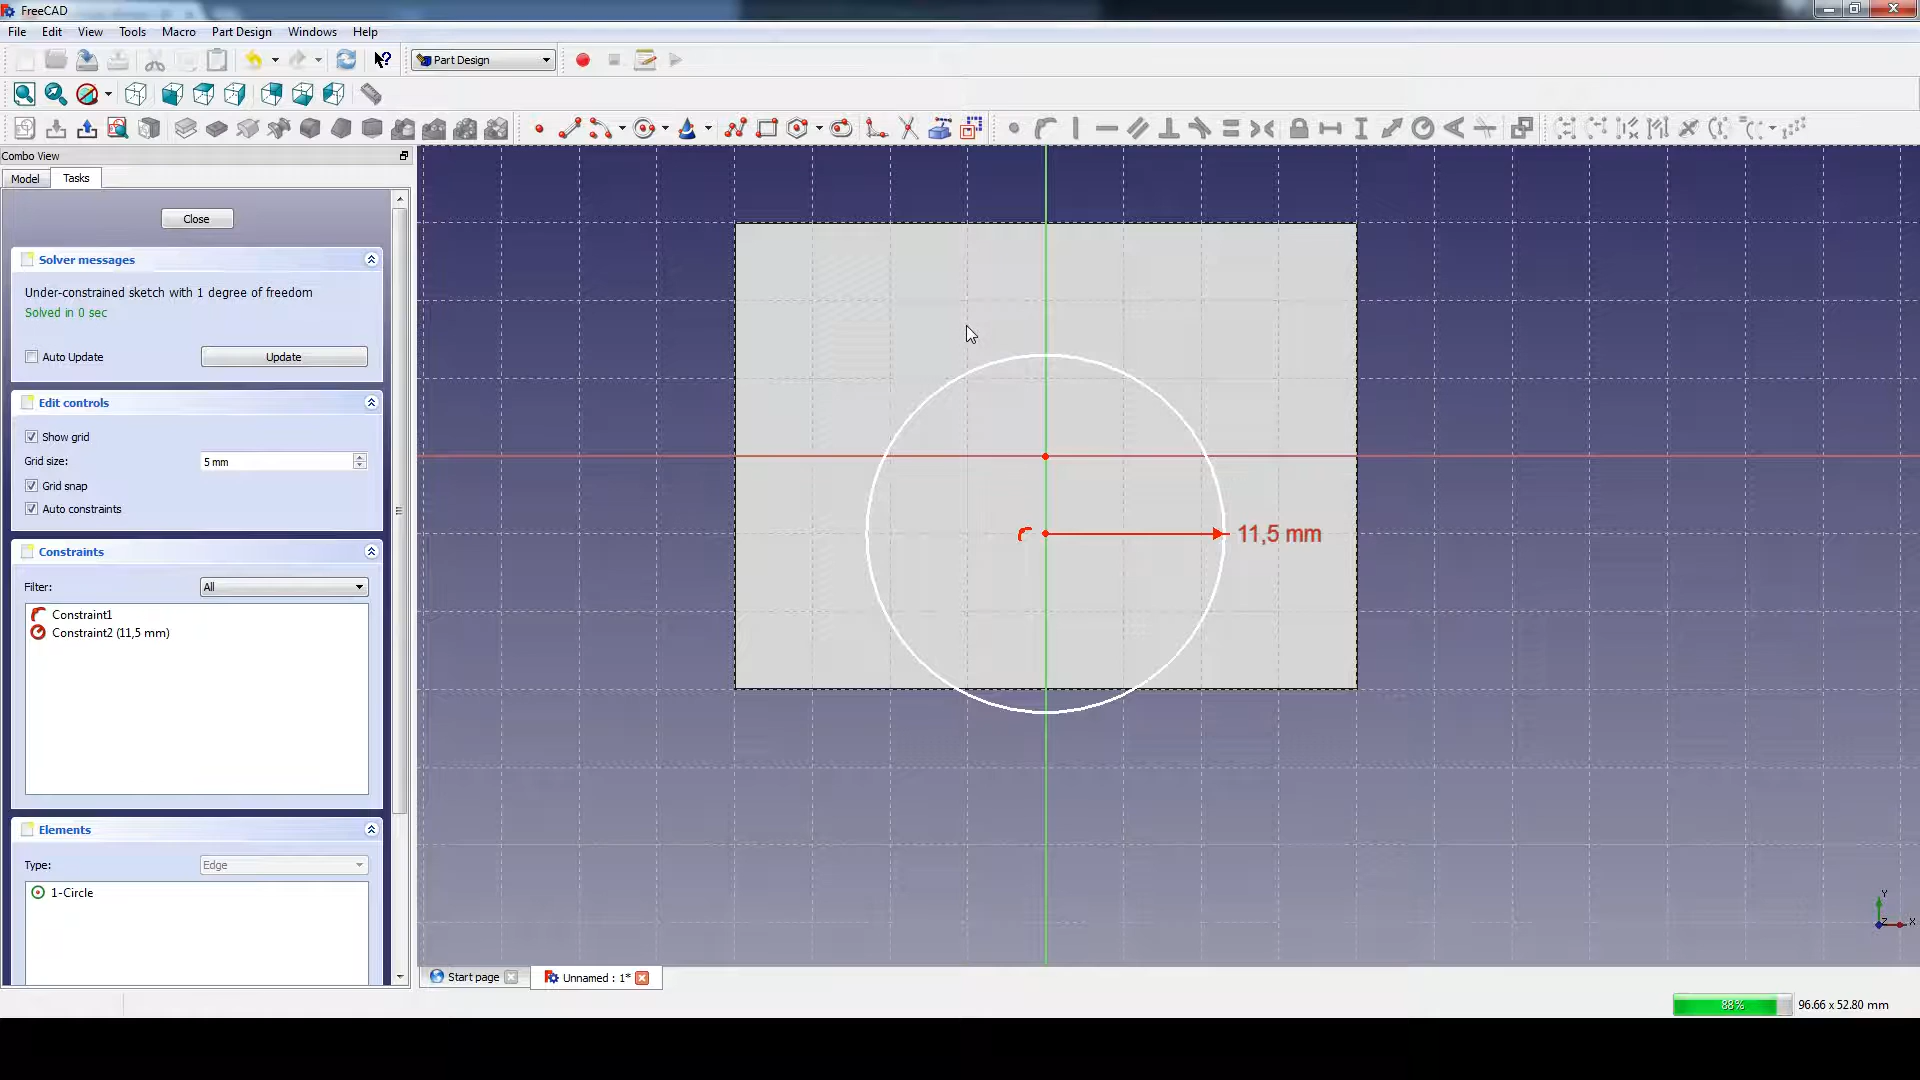 FreeCAD
File Edit View Tools Macro Part Design Windows Help
Part Design
Combo View
Model Tasks
Close
Solver messages
Under-constrained sketch with 1 degree of freedom
Solved in 0 sec
Auto Update Update
Edit controls
Show grid
Grid size: 5 mm
Grid snap
Auto constraints
Constraints
Filter: All
Constraint1
Constraint2 (11,5 mm)
Elements
Type: Edge
1-Circle
11,5 mm
Y
Z X
Start page Unnamed : 1*
88% 96.66 x 52.80 mm